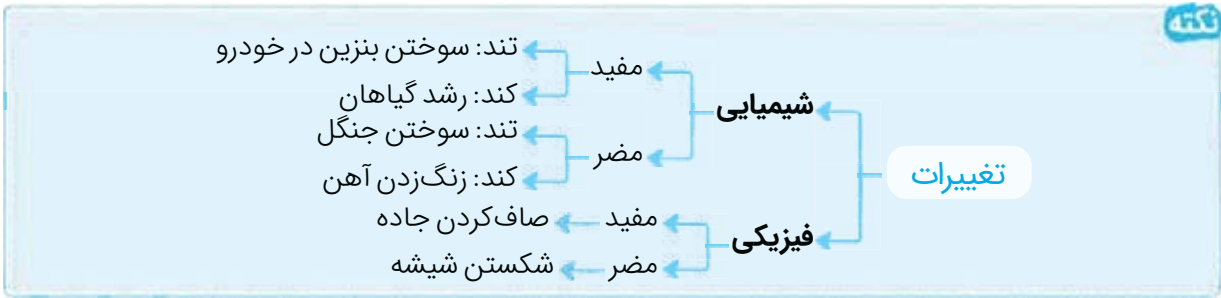 نکته
تغییرات
شیمیایی
مفید
تند: سوختن بنزین در خودرو
کند: رشد گیاهان
مضر
تند: سوختن جنگل
کند: زنگ‌زدن آهن
فیزیکی
مفید
صاف‌کردن جاده
مضر
شکستن شیشه